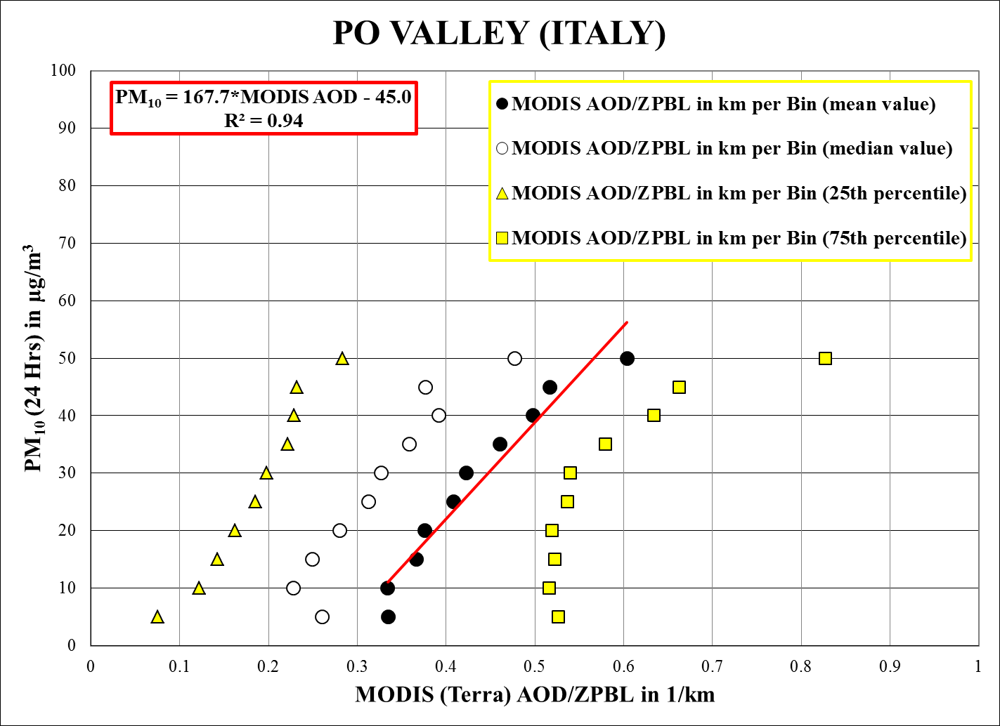 PO VALLEY (ITALY)
PM₁₀ = 167.7*MODIS AOD - 45.0
R² = 0.94
MODIS AOD/ZPBL in km per Bin (mean value)
MODIS AOD/ZPBL in km per Bin (median value)
MODIS AOD/ZPBL in km per Bin (25th percentile)
MODIS AOD/ZPBL in km per Bin (75th percentile)
PM₁₀ (24 Hrs) in µg/m³
100
90
80
70
60
50
40
30
20
10
0
0 0.1 0.2 0.3 0.4 0.5 0.6 0.7 0.8 0.9 1
MODIS (Terra) AOD/ZPBL in 1/km